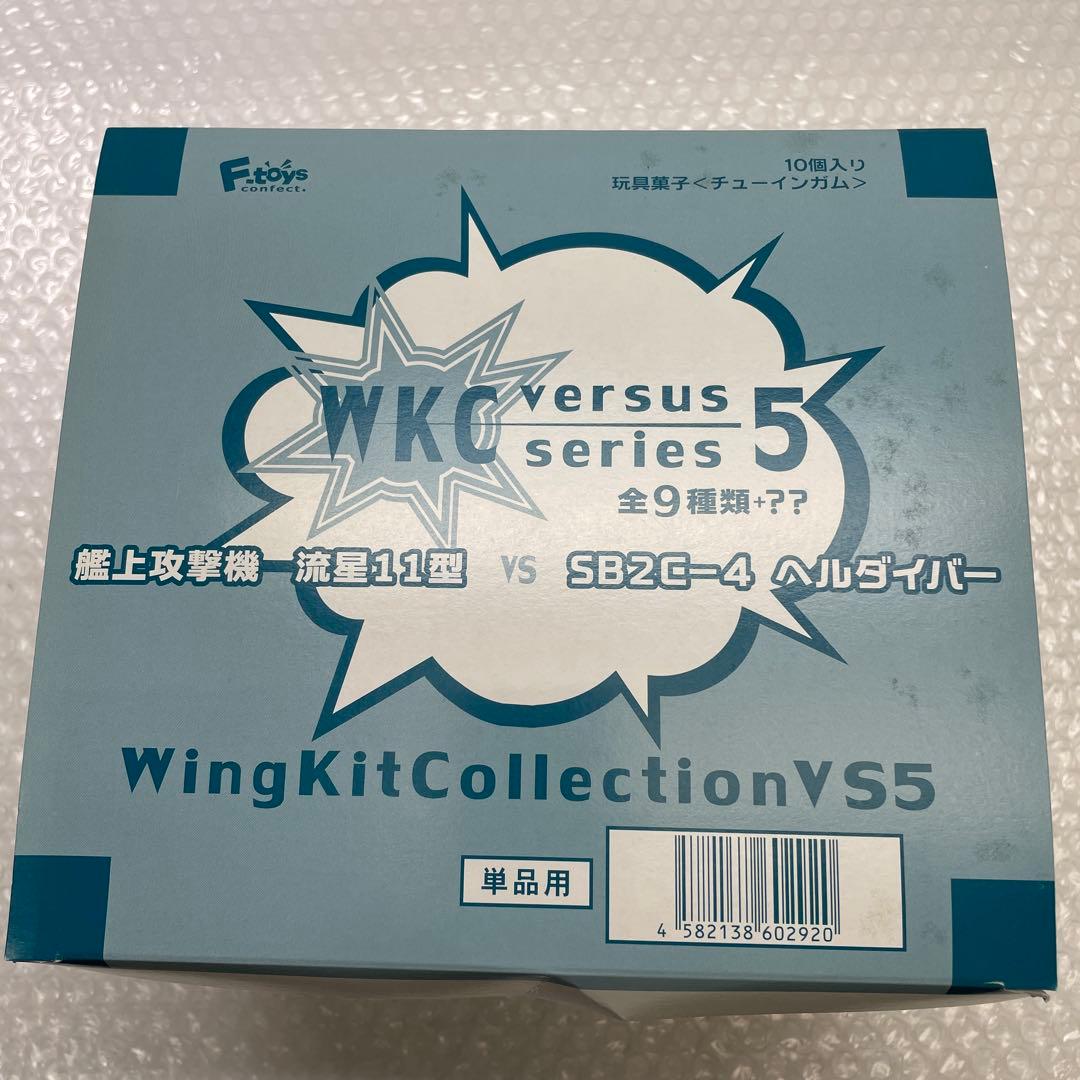 F-toys
confect.
10個入り
玩具菓子<チューインガム>
WKC versus series 5
全9種類+??
艦上攻撃機 流星11型 VS SB2C-4 ヘルダイバー
WingKitCollectionVS5
単品用
4 582138 602920